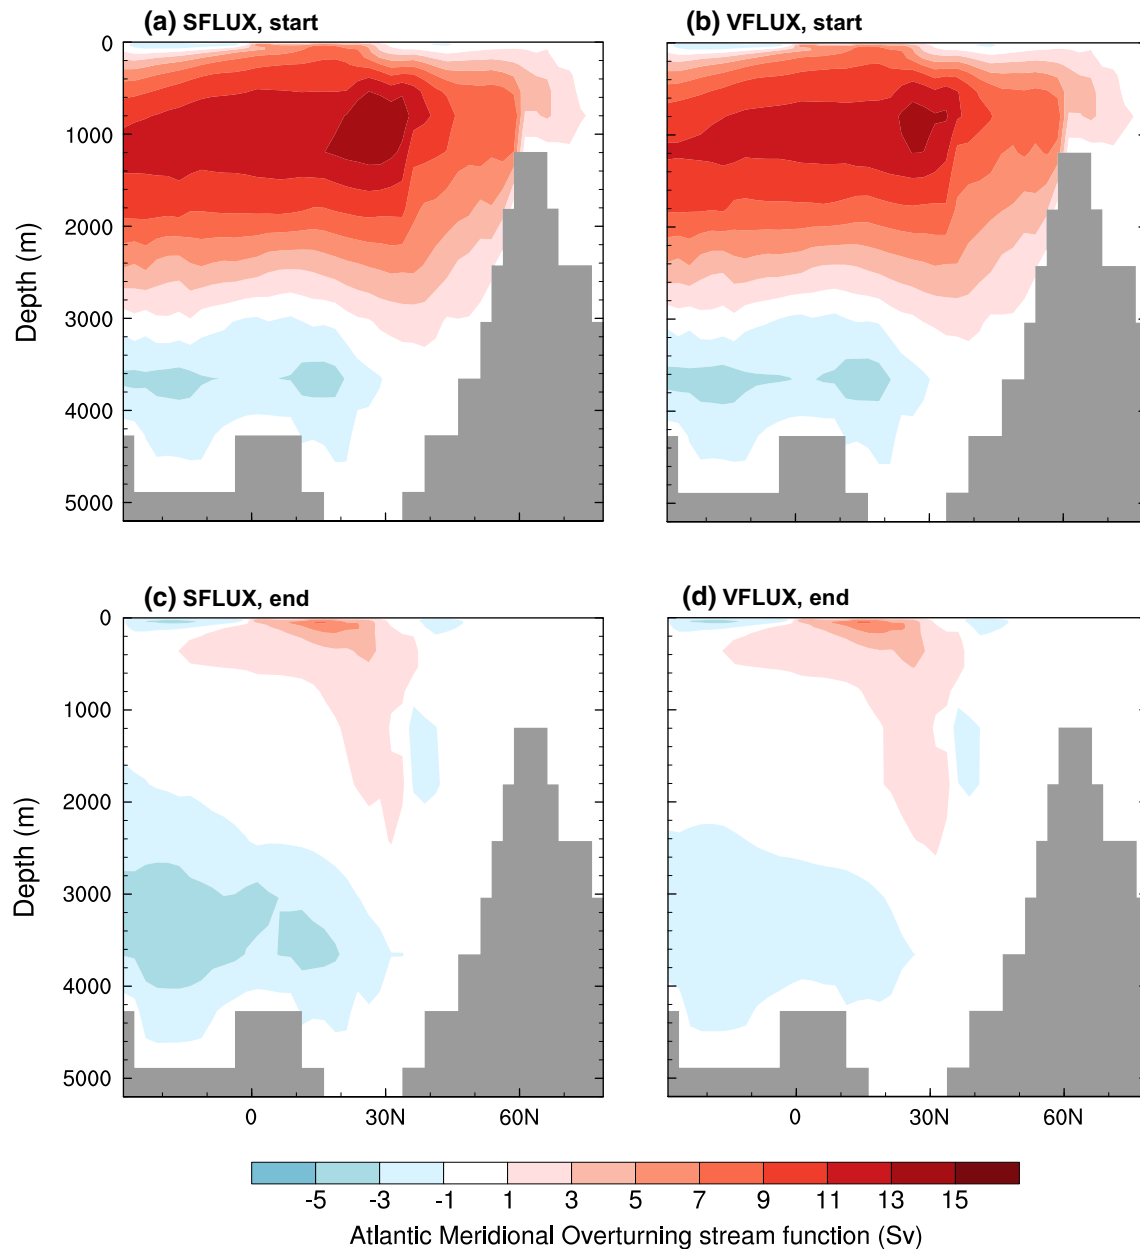 (a) SFLUX, start
(b) VFLUX, start
0
1000
2000
3000
4000
5000
Depth (m)
(c) SFLUX, end
(d) VFLUX, end
0
1000
2000
3000
4000
5000
Depth (m)
0 30N 60N
0 30N 60N
-5 -3 -1 1 3 5 7 9 11 13 15
Atlantic Meridional Overturning stream function (Sv)